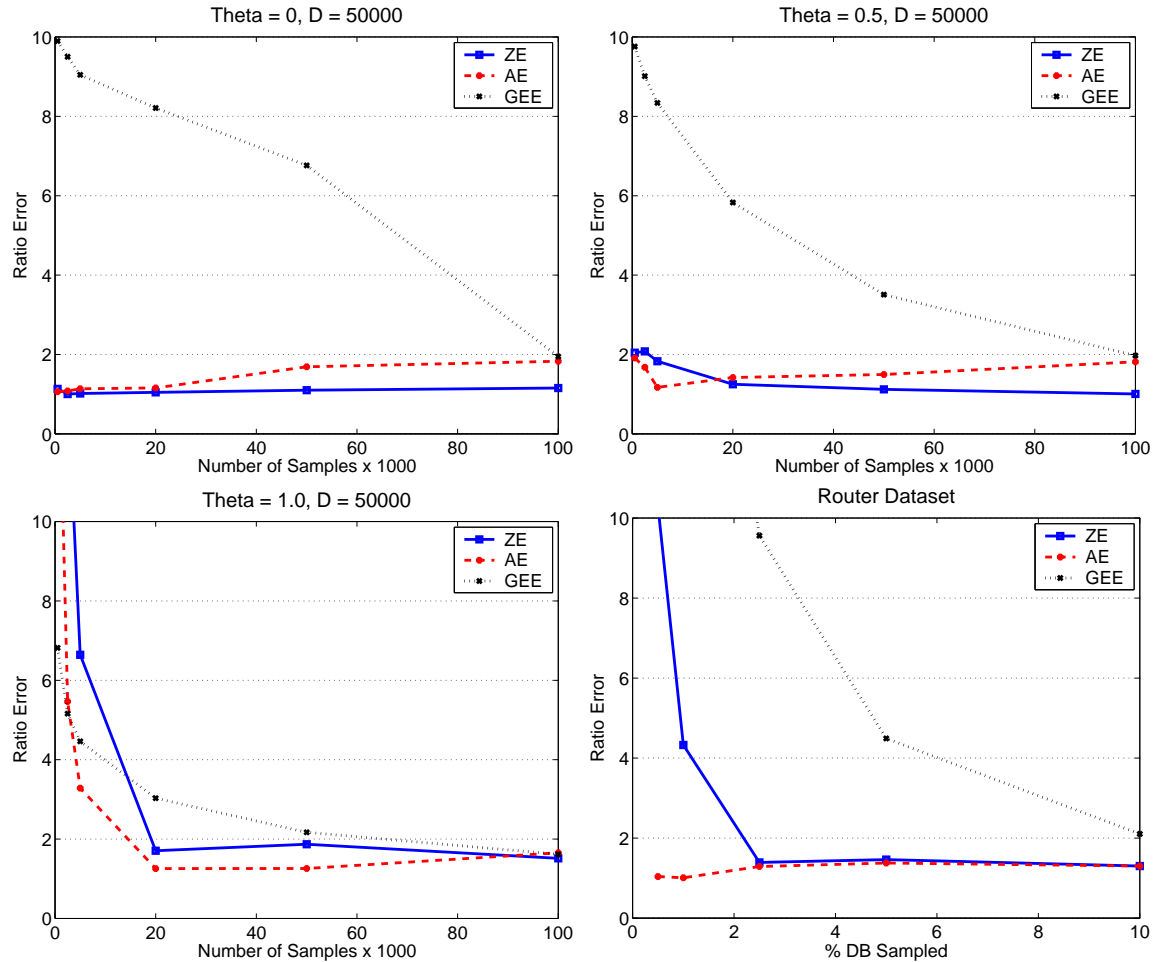 Theta = 0, D = 50000
10
8
6
4
2
0
Ratio Error
ZE
AE
GEE
0 20 40 60 80 100
Number of Samples x 1000
Theta = 0.5, D = 50000
10
8
6
4
2
0
Ratio Error
ZE
AE
GEE
0 20 40 60 80 100
Number of Samples x 1000
Theta = 1.0, D = 50000
10
8
6
4
2
0
Ratio Error
ZE
AE
GEE
0 20 40 60 80 100
Number of Samples x 1000
Router Dataset
10
8
6
4
2
0
Ratio Error
ZE
AE
GEE
0 2 4 6 8 10
% DB Sampled